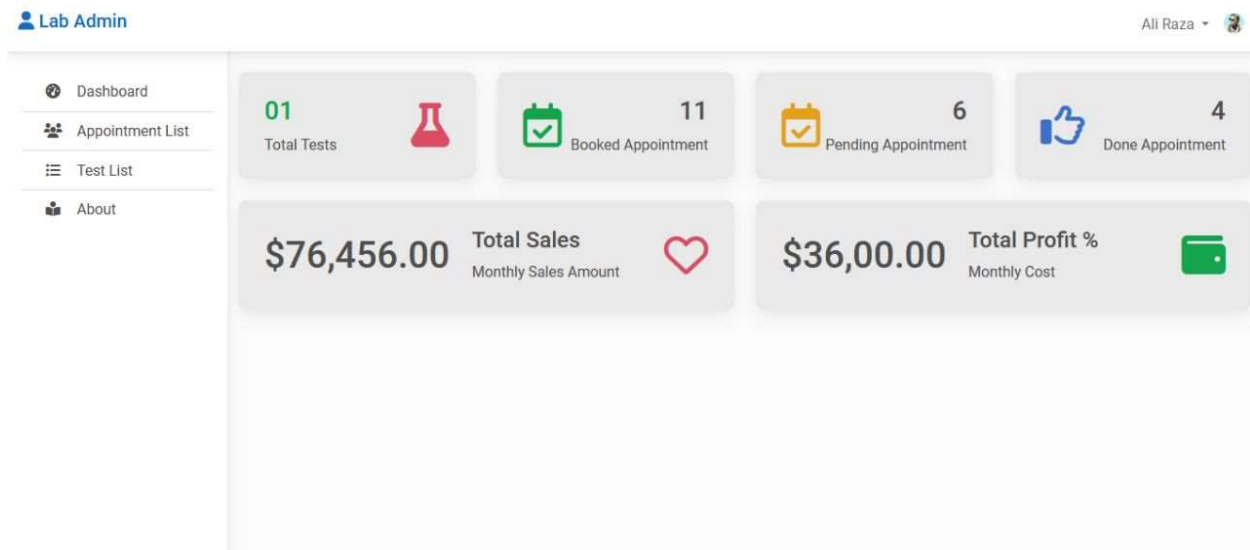 Lab Admin
Ali Raza
Dashboard
Appointment List
Test List
About
01
Total Tests
11
Booked Appointment
6
Pending Appointment
4
Done Appointment
$76,456.00
Total Sales
Monthly Sales Amount
$36,00.00
Total Profit %
Monthly Cost